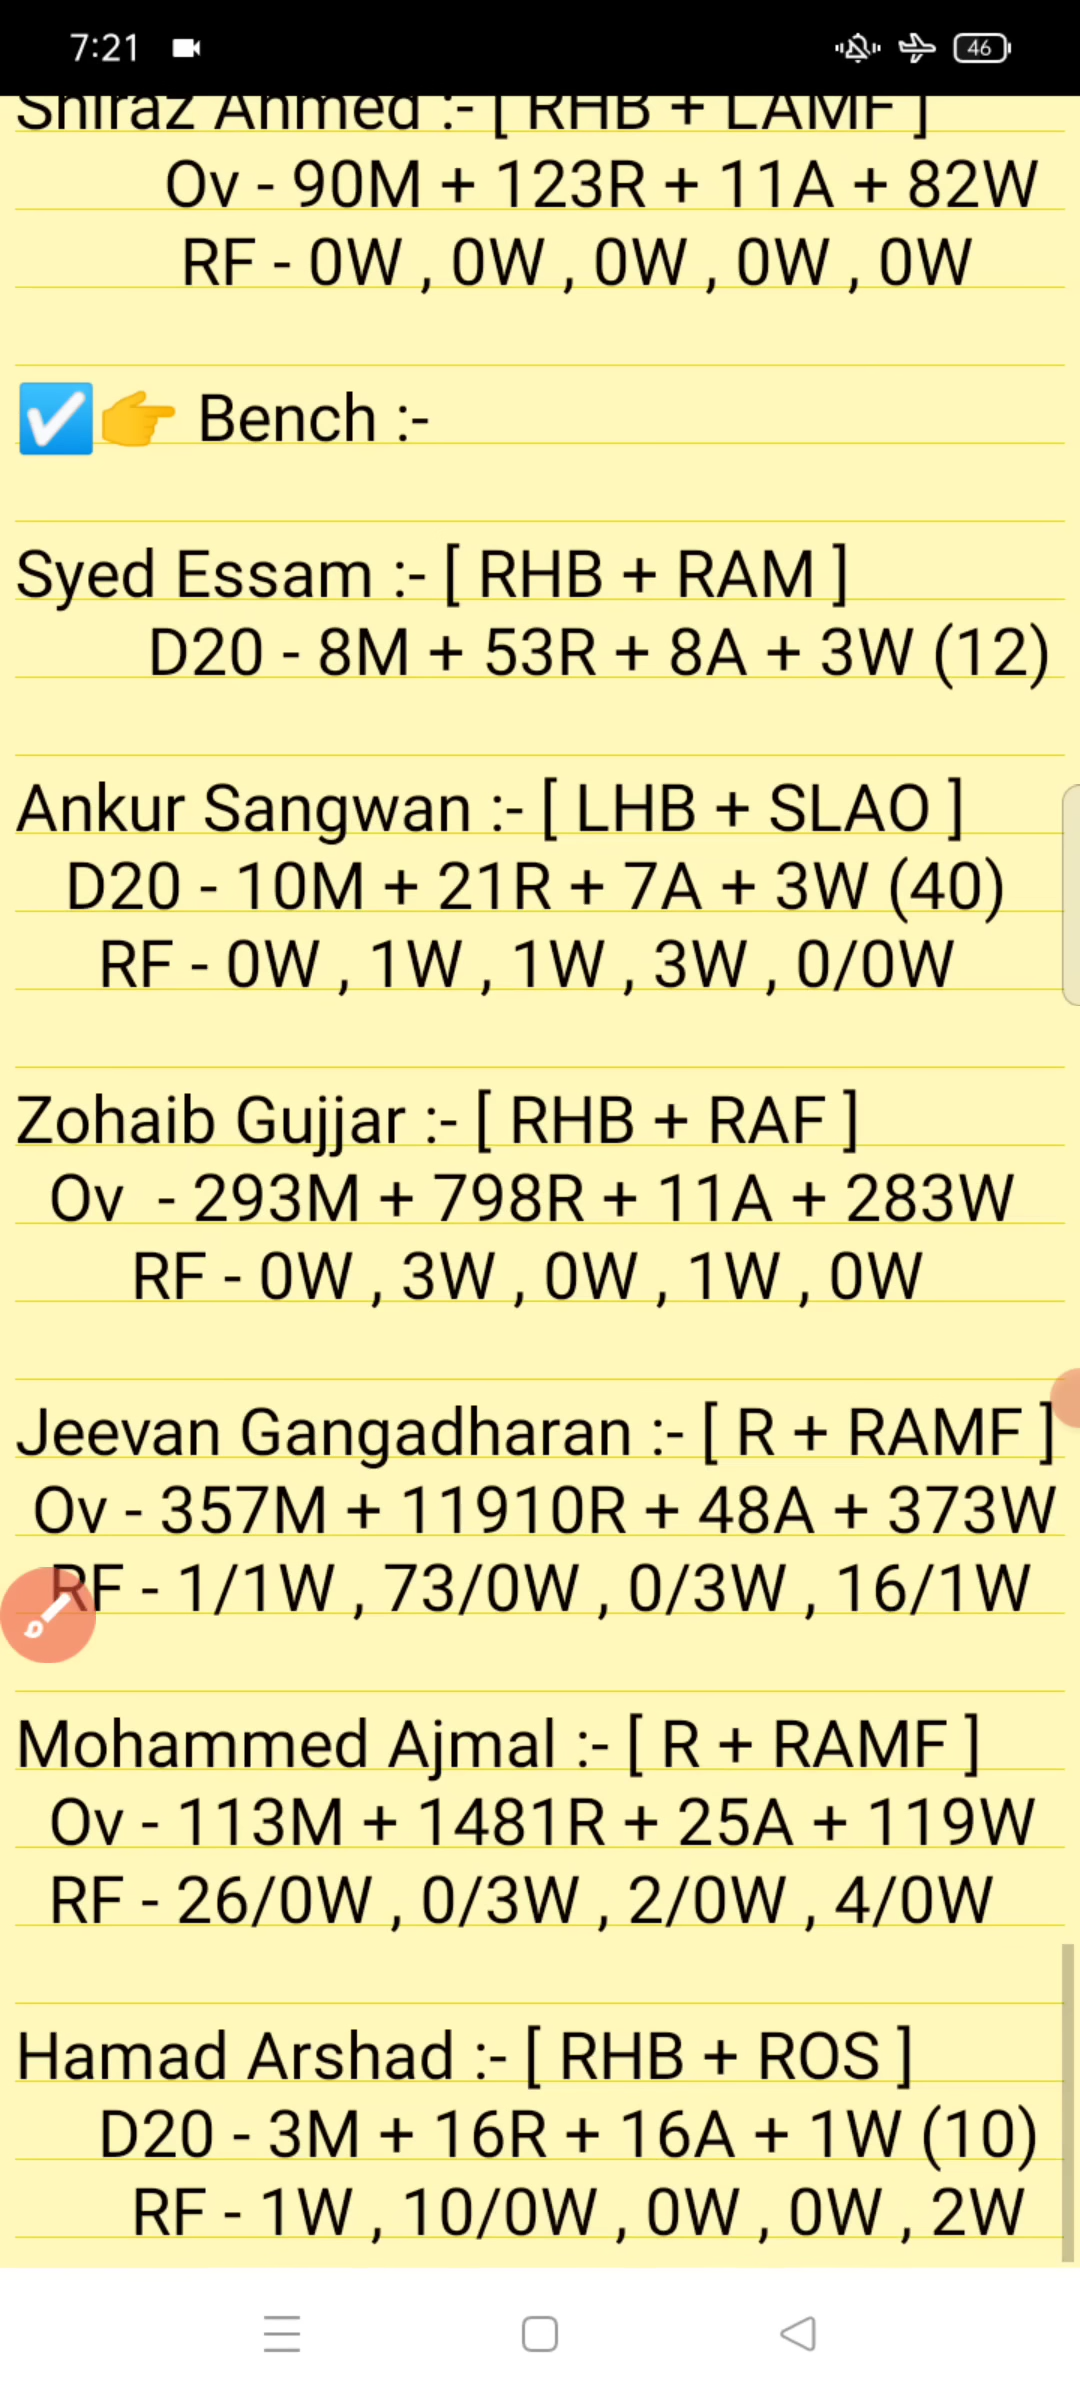 7:21
46
Shiraz Ahmed :- [ RHB + LAMF ]
Ov - 90M + 123R + 11A + 82W
RF - 0W , 0W , 0W , 0W , 0W
☑👉 Bench :-
Syed Essam :- [ RHB + RAM ]
D20 - 8M + 53R + 8A + 3W (12)
Ankur Sangwan :- [ LHB + SLAO ]
D20 - 10M + 21R + 7A + 3W (40)
RF - 0W , 1W , 1W , 3W , 0/0W
Zohaib Gujjar :- [ RHB + RAF ]
Ov - 293M + 798R + 11A + 283W
RF - 0W , 3W , 0W , 1W , 0W
Jeevan Gangadharan :- [ R + RAMF ]
Ov - 357M + 11910R + 48A + 373W
RF - 1/1W , 73/0W , 0/3W , 16/1W
Mohammed Ajmal :- [ R + RAMF ]
Ov - 113M + 1481R + 25A + 119W
RF - 26/0W , 0/3W , 2/0W , 4/0W
Hamad Arshad :- [ RHB + ROS ]
D20 - 3M + 16R + 16A + 1W (10)
RF - 1W , 10/0W , 0W , 0W , 2W